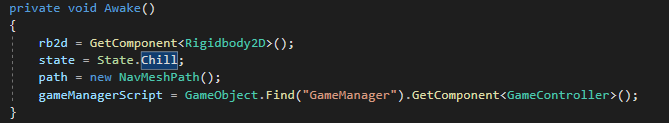 private void Awake()
{
rb2d = GetComponent<Rigidbody2D>();
state = State.Chill;
path = new NavMeshPath();
gameManagerScript = GameObject.Find("GameManager").GetComponent<GameController>();
}